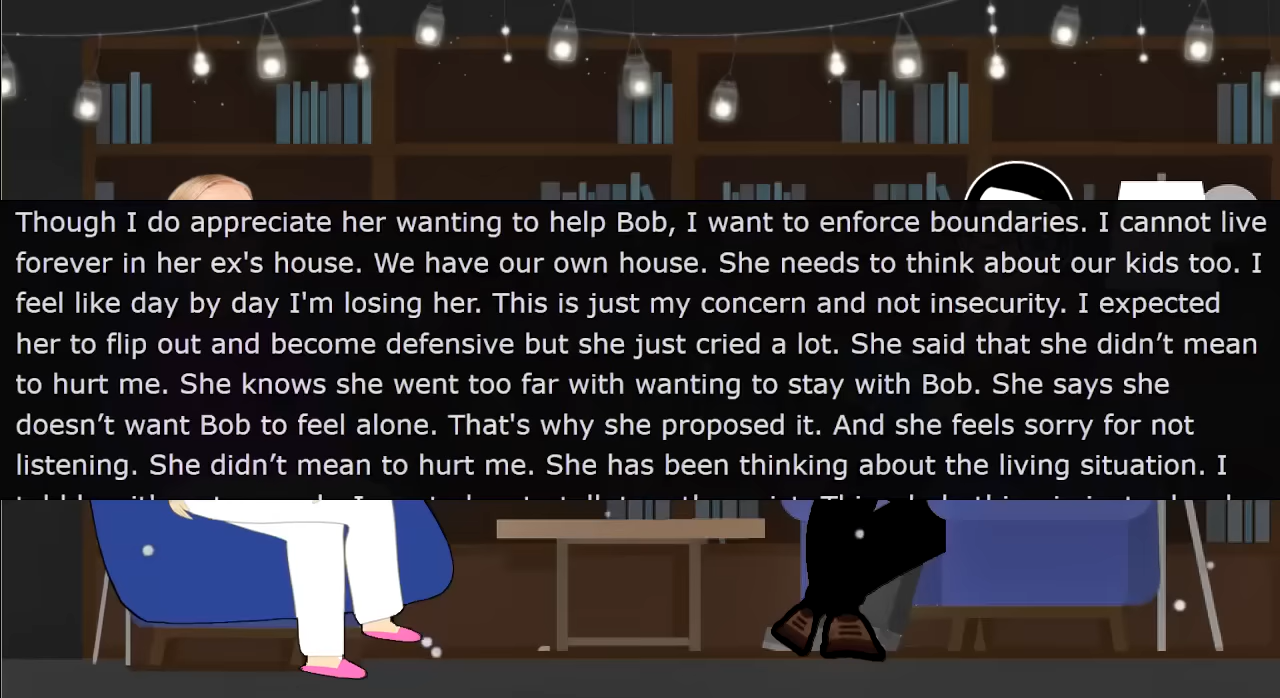 Though I do appreciate her wanting to help Bob, I want to enforce boundaries. I cannot live
forever in her ex's house. We have our own house. She needs to think about our kids too. I
feel like day by day I'm losing her. This is just my concern and not insecurity. I expected
her to flip out and become defensive but she just cried a lot. She said that she didn’t mean
to hurt me. She knows she went too far with wanting to stay with Bob. She says she
doesn’t want Bob to feel alone. That's why she proposed it. And she feels sorry for not
listening. She didn’t mean to hurt me. She has been thinking about the living situation. I